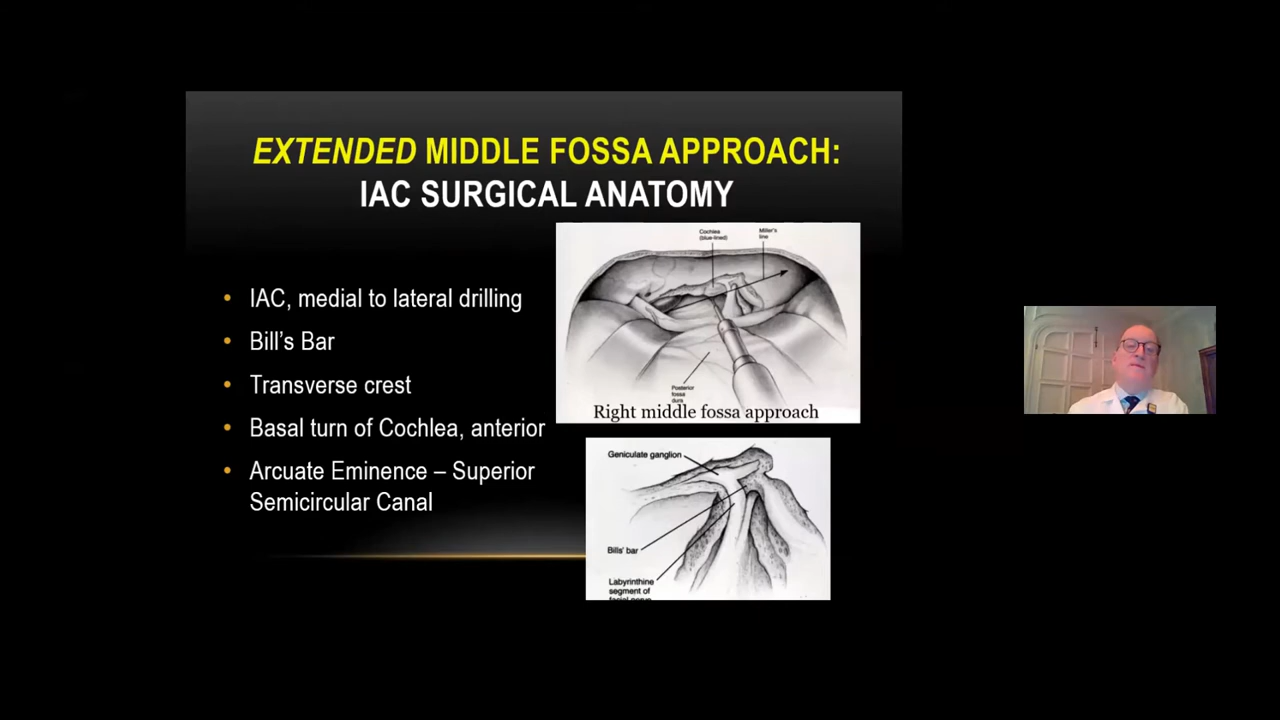 EXTENDED MIDDLE FOSSA APPROACH:
IAC SURGICAL ANATOMY
• IAC, medial to lateral drilling
• Bill's Bar
• Transverse crest
• Basal turn of Cochlea, anterior
• Arcuate Eminence – Superior
Semicircular Canal
Cochlea
(blue-lined)
Miller's
line
Posterior
fossa
dura
Right middle fossa approach
Geniculate ganglion
Bills' bar
Labyrinthine
segment of
facial nerve